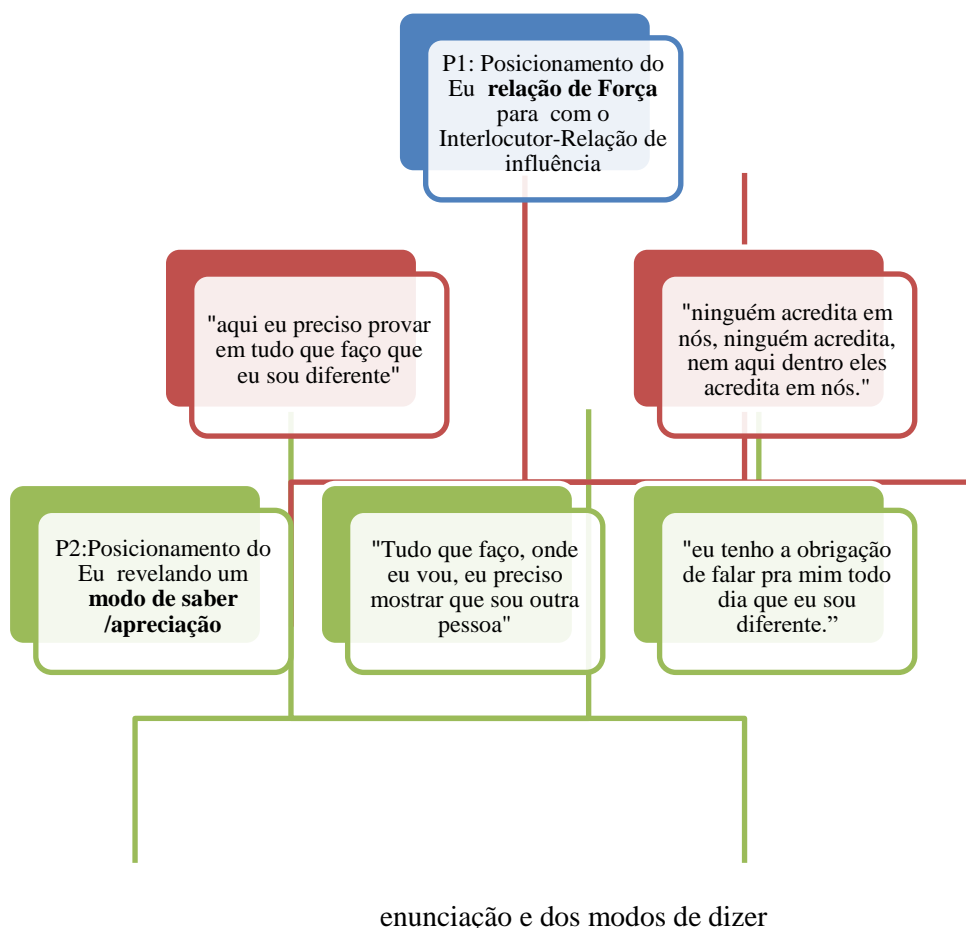 P1: Posicionamento do
Eu relação de Força
para com o
Interlocutor-Relação de
influência
"aqui eu preciso provar
em tudo que faço que
eu sou diferente"
"ninguém acredita em
nós, ninguém acredita,
nem aqui dentro eles
acredita em nós."
P2:Posicionamento do
Eu revelando um
modo de saber
/apreciação
"Tudo que faço, onde
eu vou, eu preciso
mostrar que sou outra
pessoa"
"eu tenho a obrigação
de falar pra mim todo
dia que eu sou
diferente.”
enunciação e dos modos de dizer